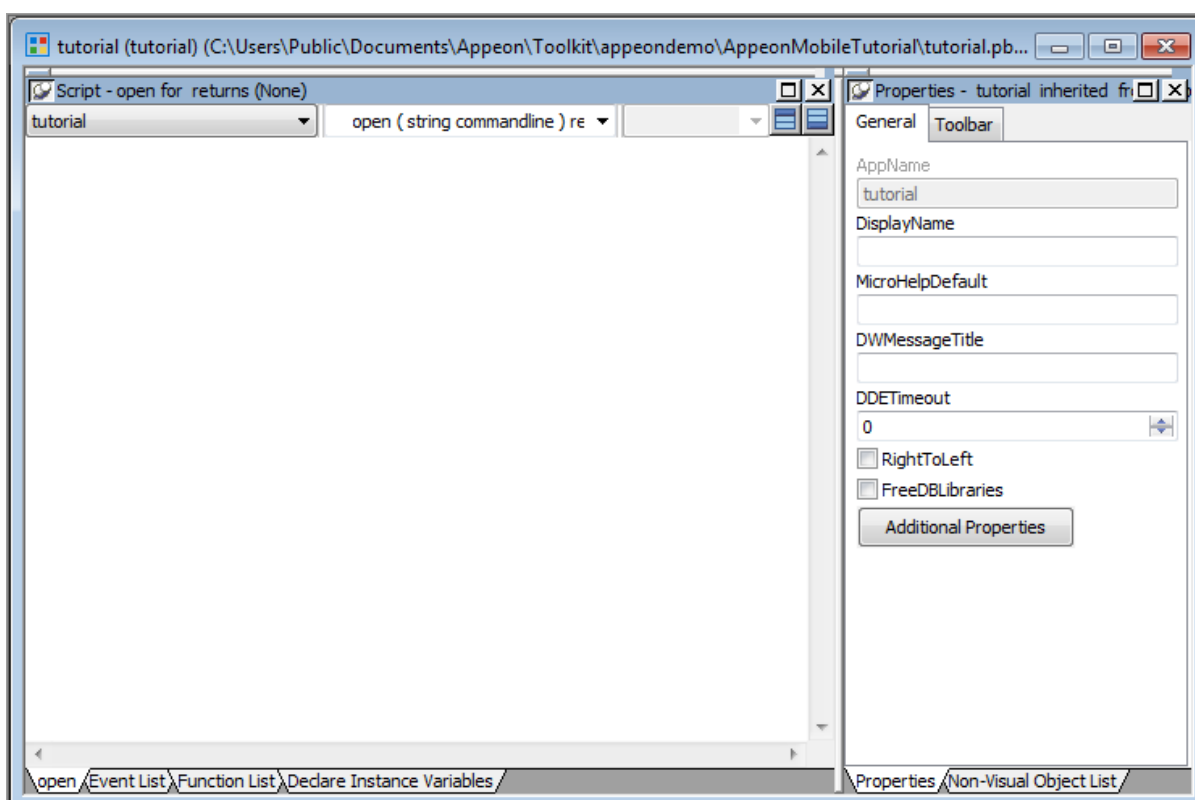 tutorial (tutorial) (C:\Users\Public\Documents\Appeon\Toolkit\appeondemo\AppeonMobileTutorial\tutorial.pb...
Script - open for returns (None)
tutorial
open ( string commandline ) re
open
Event List
Function List
Declare Instance Variables
Properties - tutorial inherited
General
Toolbar
AppName
tutorial
DisplayName
MicroHelpDefault
DWMessageTitle
DDETimeout
0
RightToLeft
FreeDBLibraries
Additional Properties
Properties
Non-Visual Object List